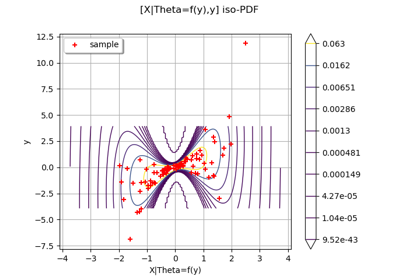 [X|Theta=f(y),y] iso-PDF
sample
12.5
10.0
7.5
5.0
2.5
0.0
−2.5
−5.0
−7.5
y
−4 −3 −2 −1 0 1 2 3 4
X|Theta=f(y)
0.063
0.0162
0.00651
0.00286
0.0013
0.000481
0.000149
4.27e-05
1.04e-05
9.52e-43